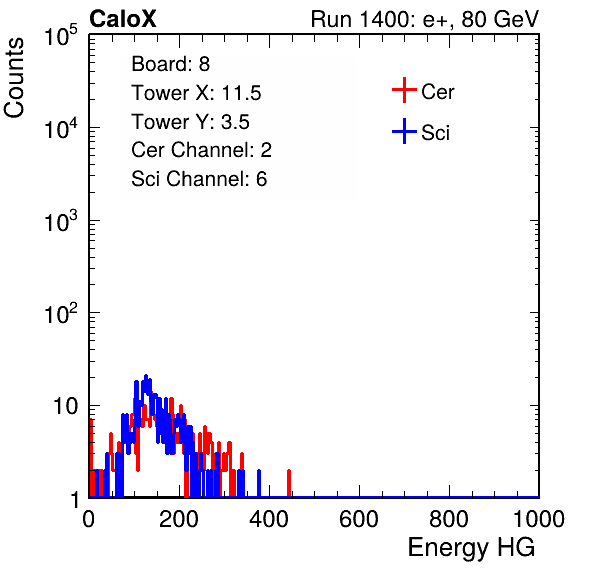 CaloX Run 1400: e+, 80 GeV
Counts
Board: 8
Tower X: 11.5
Tower Y: 3.5
Cer Channel: 2
Sci Channel: 6
Cer
Sci
10^5
10^4
10^3
10^2
10
1
0 200 400 600 800 1000
Energy HG